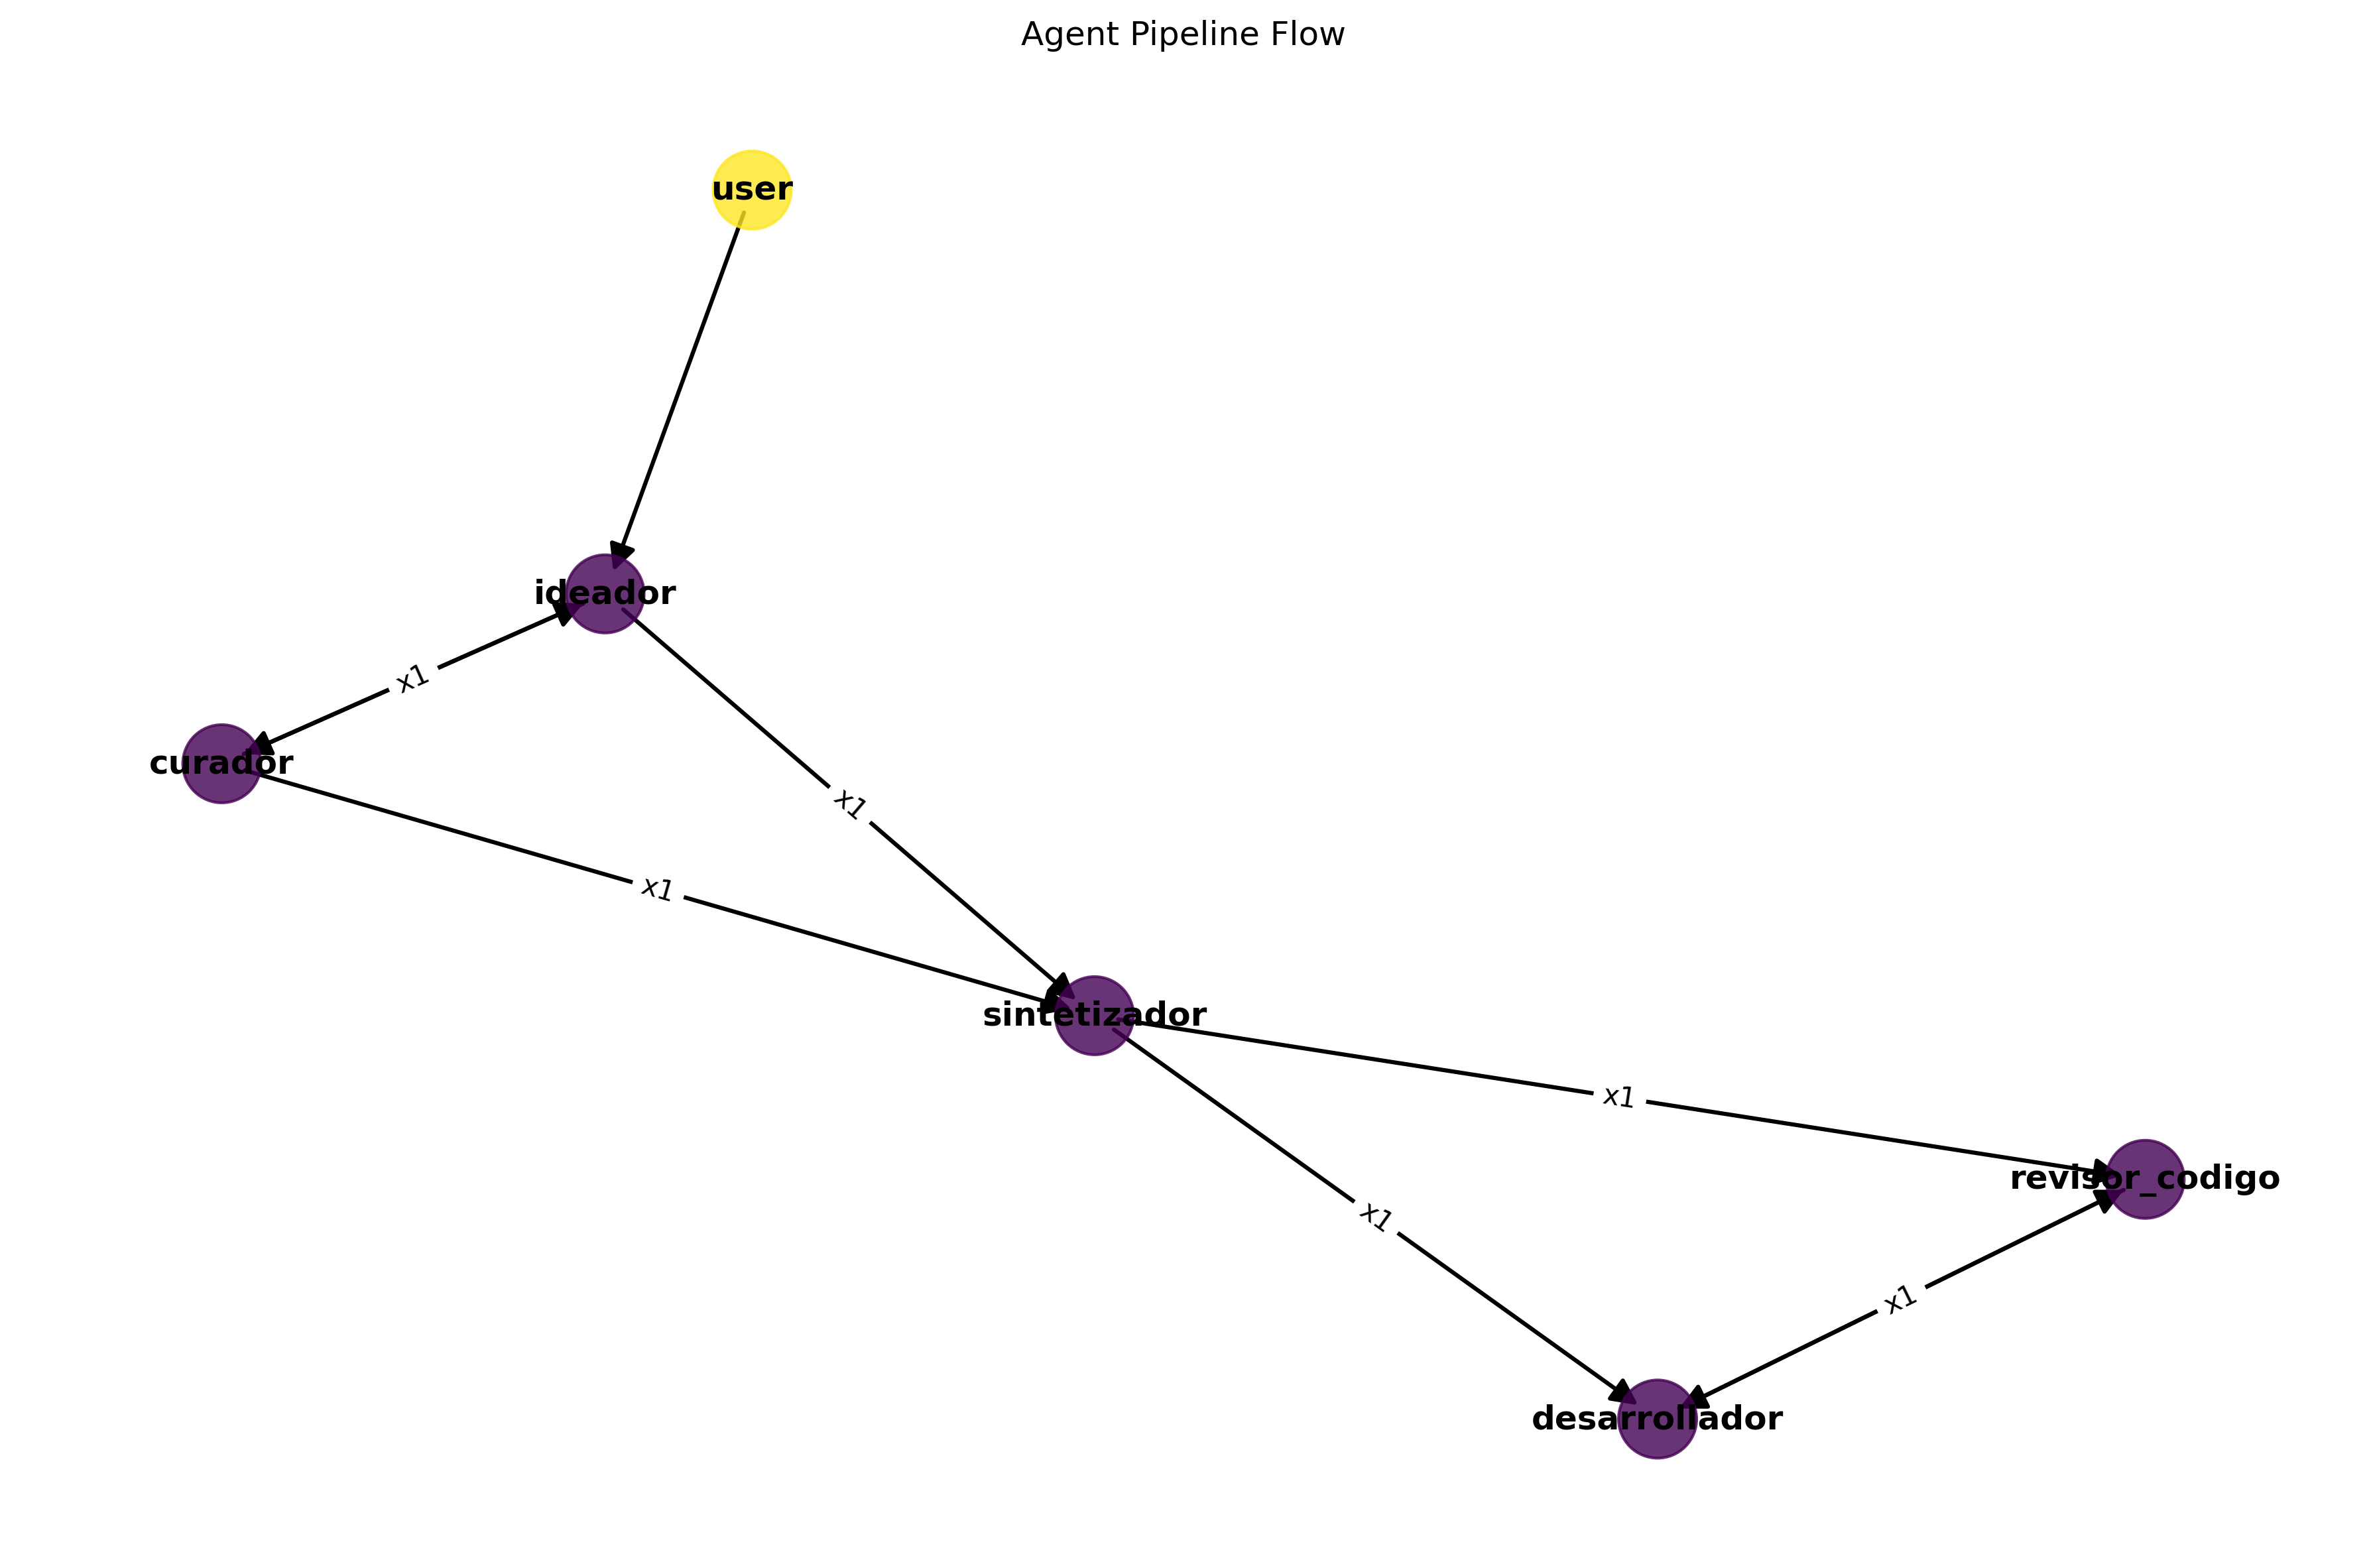 Agent Pipeline Flow
user
ideador
x1
curador
x1
x1
sintetizador
x1
revisor_codigo
x1
x1
desarrollador